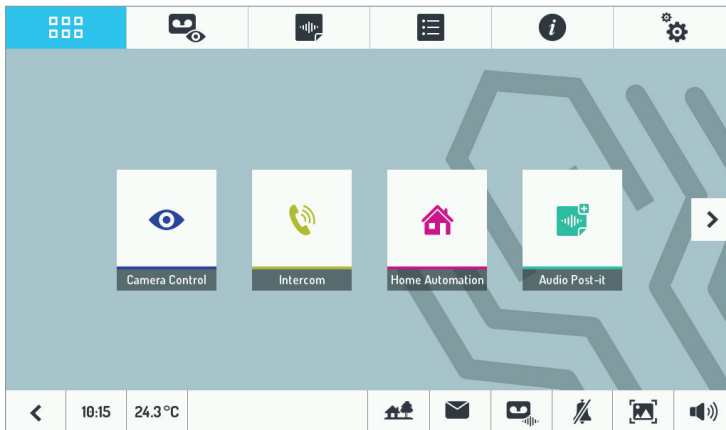 Camera Control
Intercom
Home Automation
Audio Post-it
10:15
24.3°C